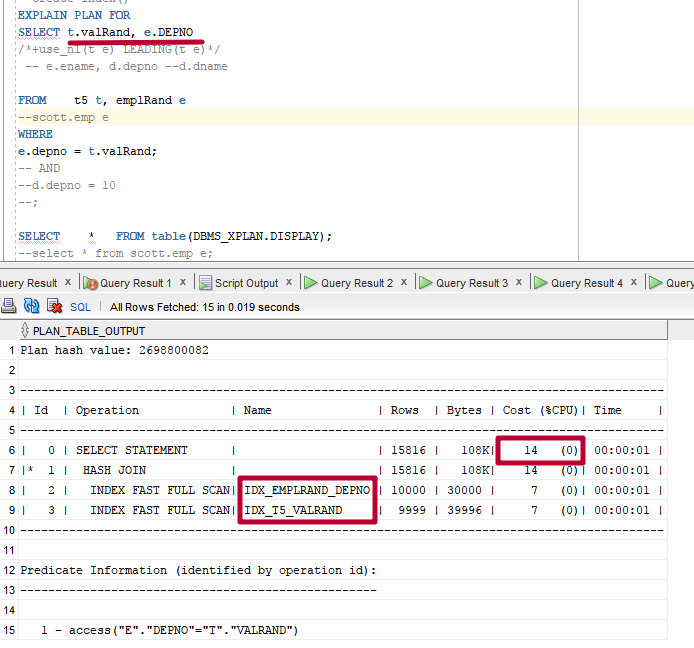 EXPLAIN PLAN FOR
SELECT t.valRand, e.DEPNO
/*+use_nl(t e) LEADING(t e)*/
-- e.ename, d.depno --d.dname
FROM t5 t, emplRand e
--scott.emp e
WHERE
e.depno = t.valRand;
-- AND
--d.depno = 10
--;
SELECT * FROM table(DBMS_XPLAN.DISPLAY);
--select * from scott.emp e;
uery Result x Query Result 1 x Script Output x Query Result 2 x Query Result 3 x Query Result 4 x Query
SQL | All Rows Fetched: 15 in 0.019 seconds
PLAN_TABLE_OUTPUT
1 Plan hash value: 2698800082
2
3 --------------------------------------------------------------------------------
4 | Id | Operation | Name | Rows | Bytes | Cost (%CPU)| Time |
5 --------------------------------------------------------------------------------
6 | 0 | SELECT STATEMENT | | 15816 | 108K| 14 (0)| 00:00:01 |
7 |* 1 | HASH JOIN | | 15816 | 108K| 14 (0)| 00:00:01 |
8 | 2 | INDEX FAST FULL SCAN| IDX_EMPLRAND_DEPNO | 10000 | 30000 | 7 (0)| 00:00:01 |
9 | 3 | INDEX FAST FULL SCAN| IDX_T5_VALRAND | 9999 | 39996 | 7 (0)| 00:00:01 |
10 --------------------------------------------------------------------------------
11
12 Predicate Information (identified by operation id):
13 ---------------------------------------------------
14
15 1 - access("E"."DEPNO"="T"."VALRAND")